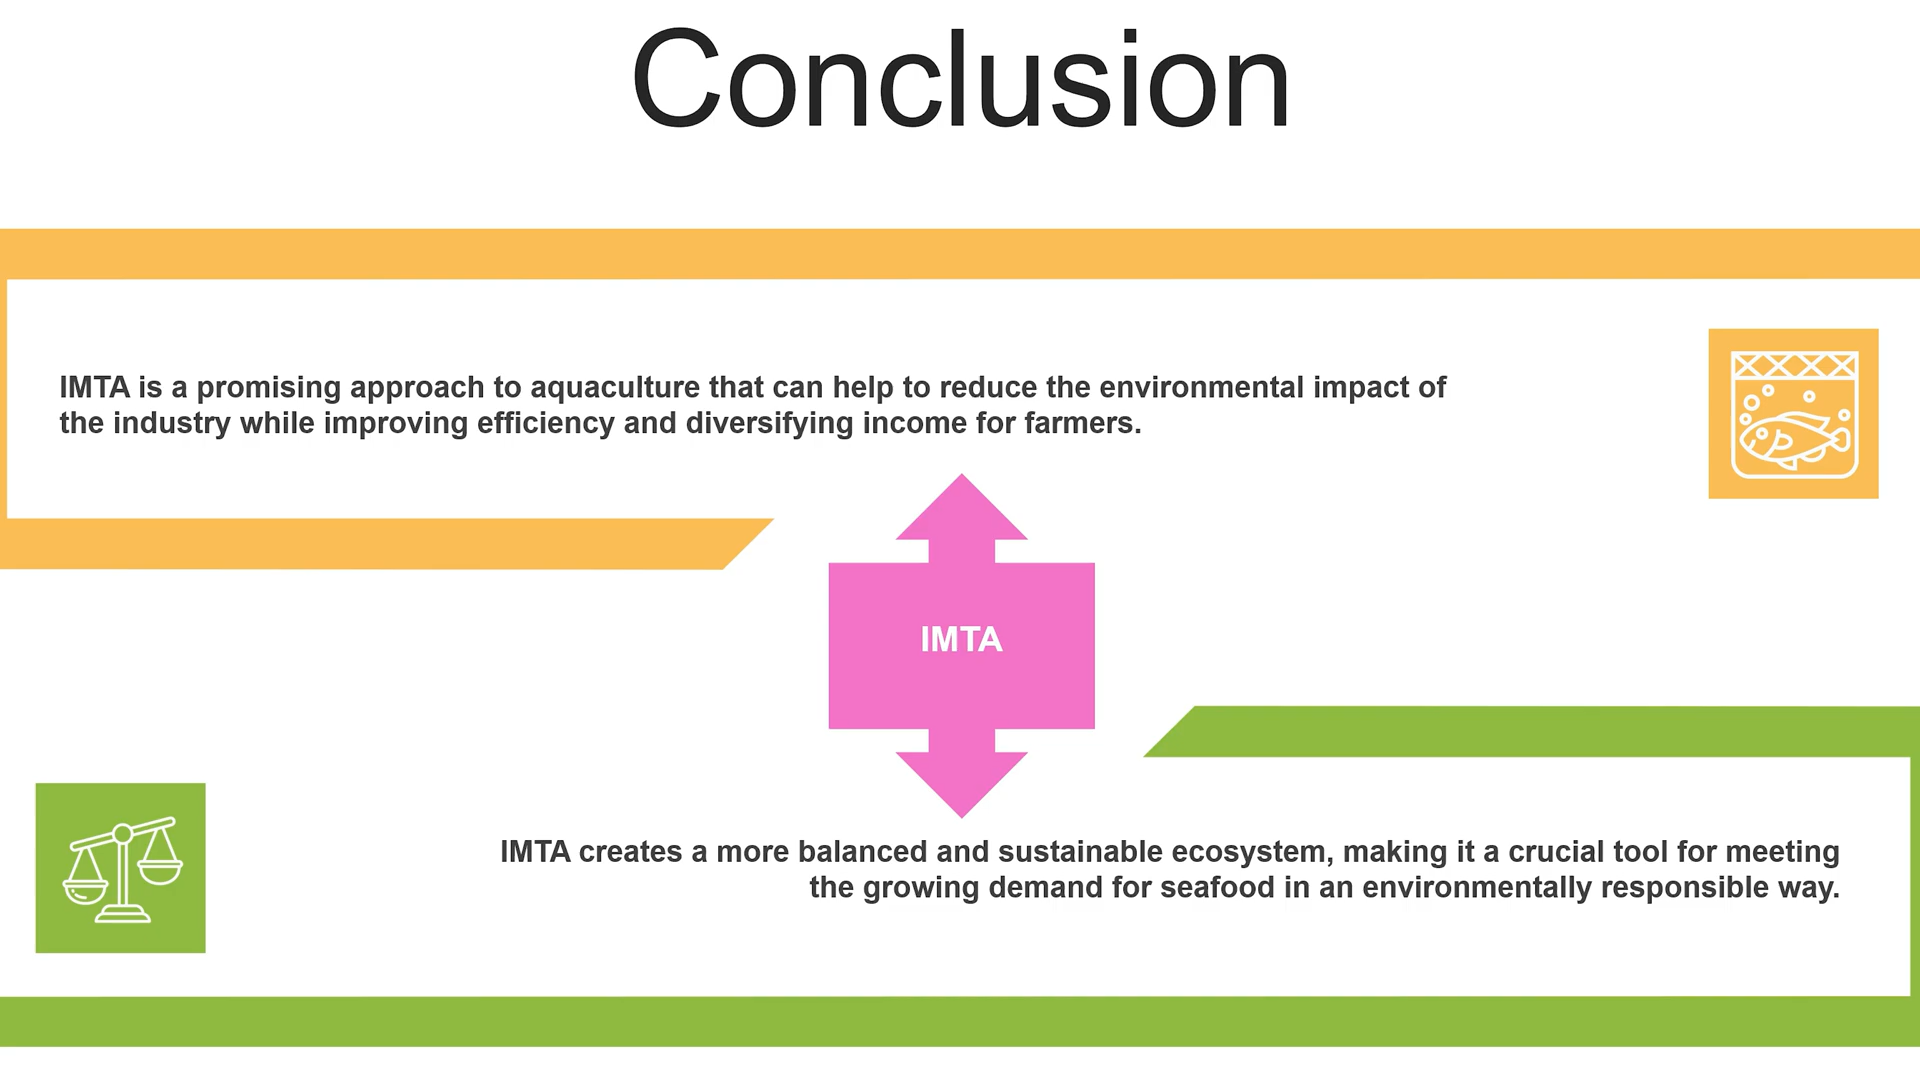 Conclusion
IMTA is a promising approach to aquaculture that can help to reduce the environmental impact of
the industry while improving efficiency and diversifying income for farmers.
IMTA
IMTA creates a more balanced and sustainable ecosystem, making it a crucial tool for meeting
the growing demand for seafood in an environmentally responsible way.